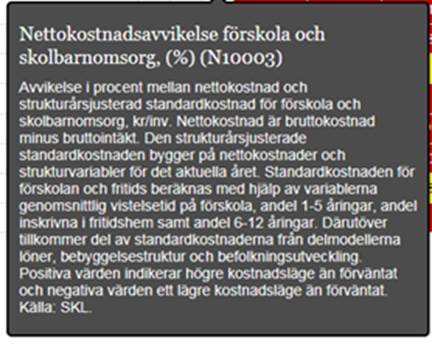 Nettokostnadsavvikelse förskola och
skolbarnomsorg, (%) (N10003)
Avvikelse i procent mellan nettokostnad och
strukturårsjusterad standardkostnad för förskola och
skolbarnomsorg, kr/inv. Nettokostnad är bruttokostnad
minus bruttointäkt. Den strukturårsjusterade
standardkostnaden bygger på nettokostnader och
strukturvariabler för det aktuella året. Standardkostnaden för
förskolan och fritids beräknas med hjälp av variablerna
genomsnittlig vistelsetid på förskola, andel 1-5 åringar, andel
inskrivna i fritidshem samt andel 6-12 åringar. Därutöver
tillkommer del av standardkostnaderna från delmodellerna
löner, bebyggelsestruktur och befolkningsutveckling.
Positiva värden indikerar högre kostnadsläge än förväntat
och negativa värden ett lägre kostnadsläge än förväntat.
Källa: SKL.